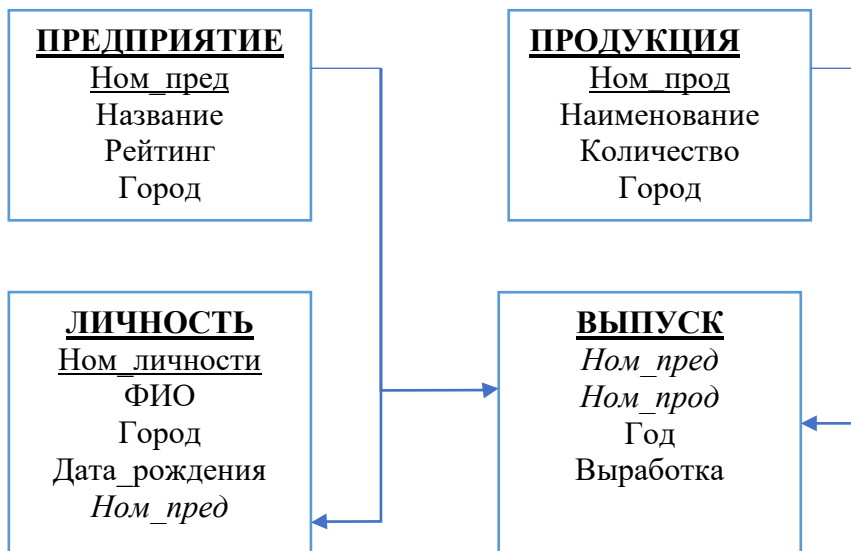 ПРЕДПРИЯТИЕ
Ном_пред
Название
Рейтинг
Город
ПРОДУКЦИЯ
Ном_прод
Наименование
Количество
Город
ЛИЧНОСТЬ
Ном_личности
ФИО
Город
Дата_рождения
Ном_пред
ВЫПУСК
Ном_пред
Ном_прод
Год
Выработка